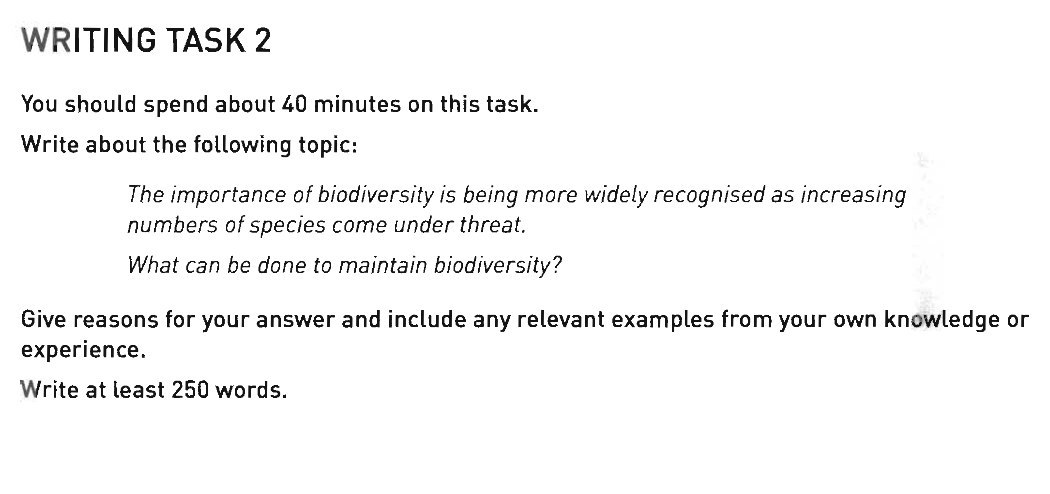 WRITING TASK 2
You should spend about 40 minutes on this task.
Write about the following topic:
The importance of biodiversity is being more widely recognised as increasing
numbers of species come under threat.
What can be done to maintain biodiversity?
Give reasons for your answer and include any relevant examples from your own knowledge or
experience.
Write at least 250 words.